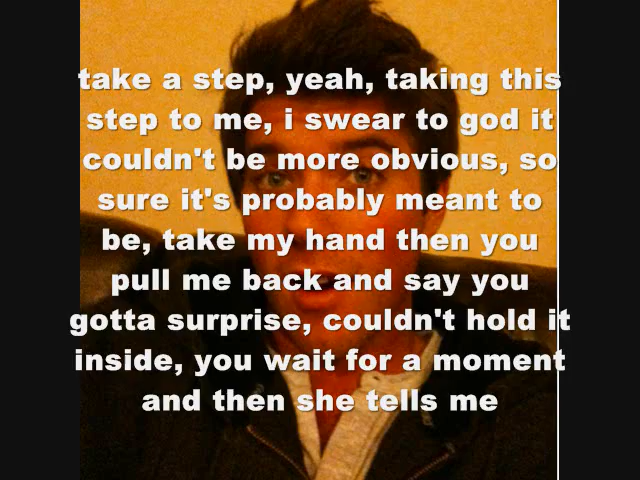 take a step, yeah, taking this
step to me, i swear to god it
couldn't be more obvious, so
sure it's probably meant to
be, take my hand then you
pull me back and say you
gotta surprise, couldn't hold it
inside, you wait for a moment
and then she tells me